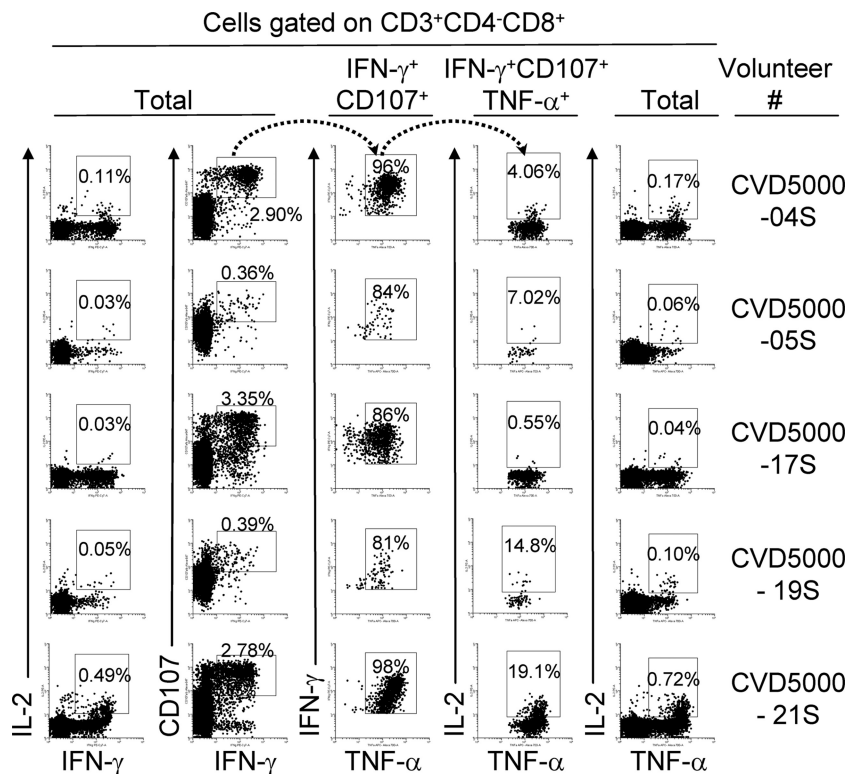 Cells gated on CD3⁺CD4⁻CD8⁺
Total
IFN-γ⁺
CD107⁺
IFN-γ⁺CD107⁺
TNF-α⁺
Total
Volunteer
#
0.11%
2.90%
96%
4.06%
0.17%
CVD5000
-04S
0.03%
0.36%
84%
7.02%
0.06%
CVD5000
-05S
0.03%
3.35%
86%
0.55%
0.04%
CVD5000
-17S
0.05%
0.39%
81%
14.8%
0.10%
CVD5000
- 19S
0.49%
2.78%
98%
19.1%
0.72%
CVD5000
- 21S
IL-2
CD107
IFN-γ
IL-2
IL-2
IFN-γ
IFN-γ
TNF-α
TNF-α
TNF-α